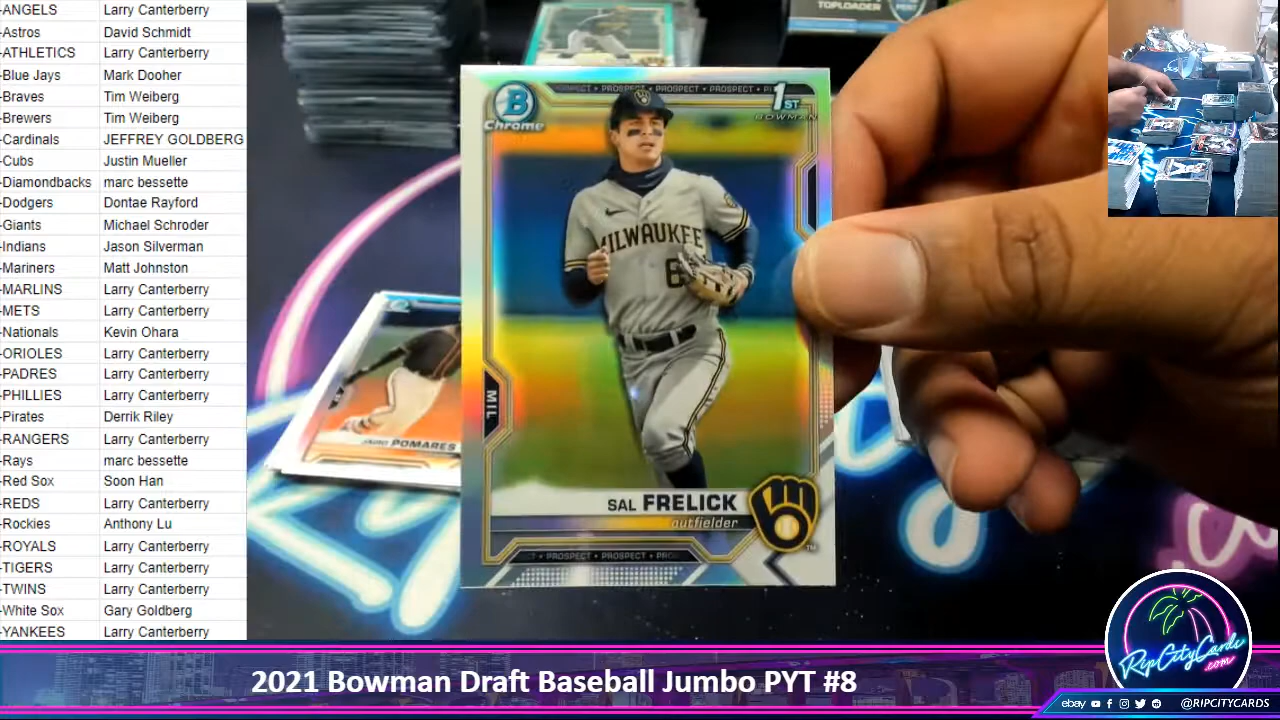 -ANGELS Larry Canterberry
-Astros David Schmidt
-ATHLETICS Larry Canterberry
-Blue Jays Mark Dooher
-Braves Tim Weiberg
-Brewers Tim Weiberg
-Cardinals JEFFREY GOLDBERG
-Cubs Justin Mueller
-Diamondbacks marc bessette
-Dodgers Dontae Rayford
-Giants Michael Schroder
-Indians Jason Silverman
-Mariners Matt Johnston
-MARLINS Larry Canterberry
-METS Larry Canterberry
-Nationals Kevin Ohara
-ORIOLES Larry Canterberry
-PADRES Larry Canterberry
-PHILLIES Larry Canterberry
-Pirates Derrik Riley
-RANGERS Larry Canterberry
-Rays marc bessette
-Red Sox Soon Han
-REDS Larry Canterberry
-Rockies Anthony Lu
-ROYALS Larry Canterberry
-TIGERS Larry Canterberry
-TWINS Larry Canterberry
-White Sox Gary Goldberg
-YANKEES Larry Canterberry
TOPLOADER
B
Chrome
PROSPECT • PROSPECT • PROSPECT
1ST
BOWMAN
MILWAUKEE
6
MIL
POMARES
SAL FRELICK
outfielder
PROSPECT • PROSPECT
TM
RipCityCards
.com
2021 Bowman Draft Baseball Jumbo PYT #8
ebay @RIPCITYCARDS